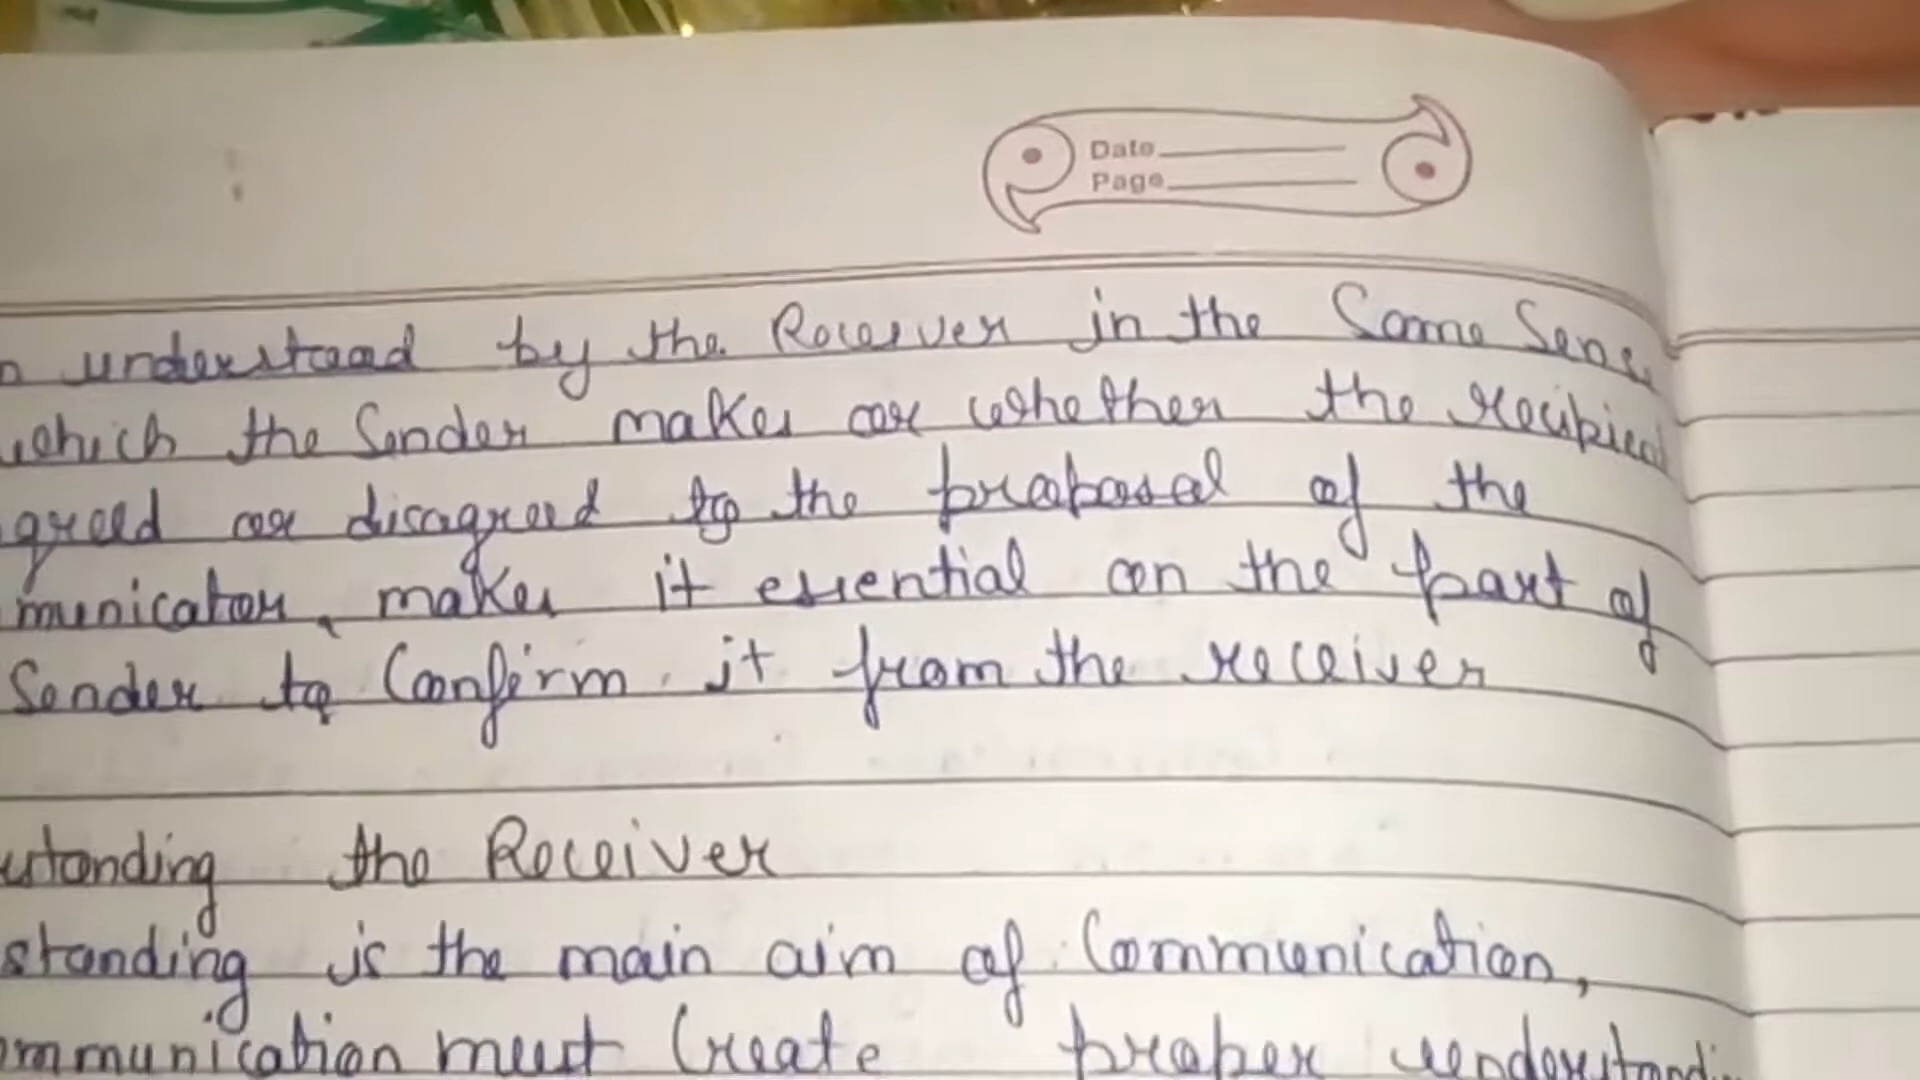 Date
Page
understood by the Receiver in the Same Sense
which the Sender makes or whether the recipient
greed or disagreed to the proposal of the
municator, makes it essential on the part of
Sender to Confirm it from the receiver
standing the Receiver
standing is the main aim of Communication,
mmunication must Create proper understandi